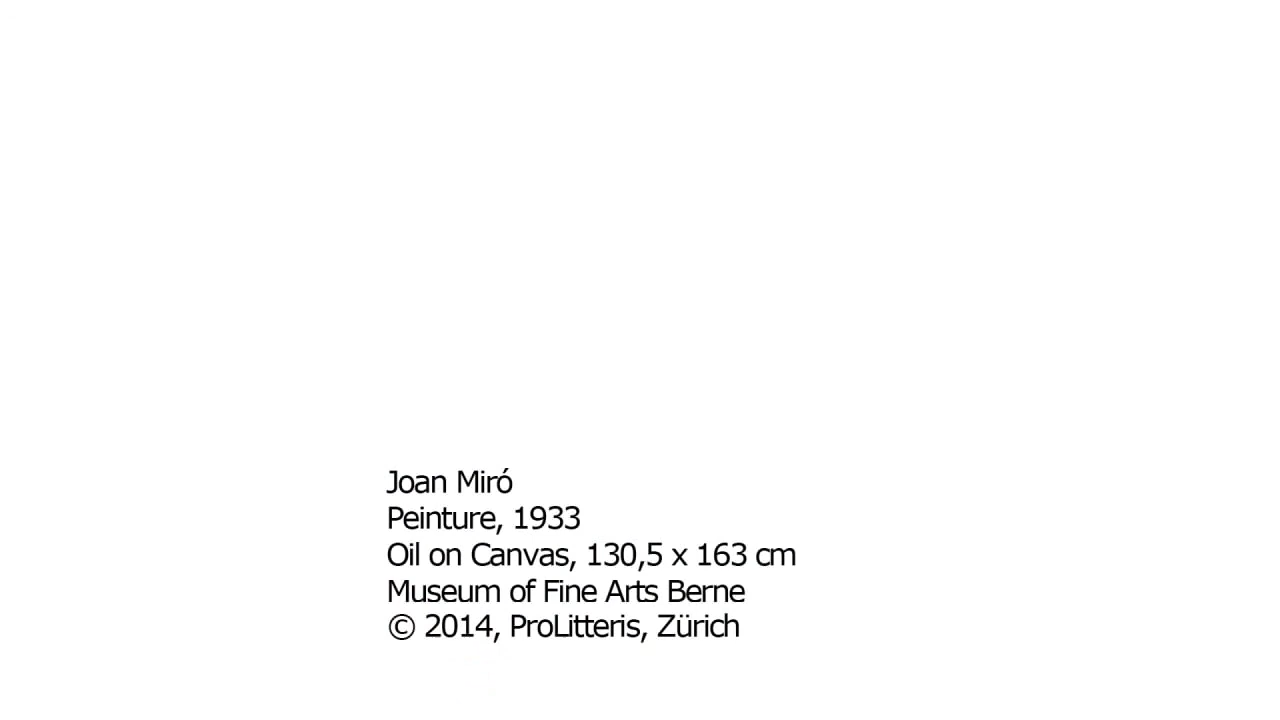 Joan Miró
Peinture, 1933
Oil on Canvas, 130,5 x 163 cm
Museum of Fine Arts Berne
© 2014, ProLitteris, Zürich